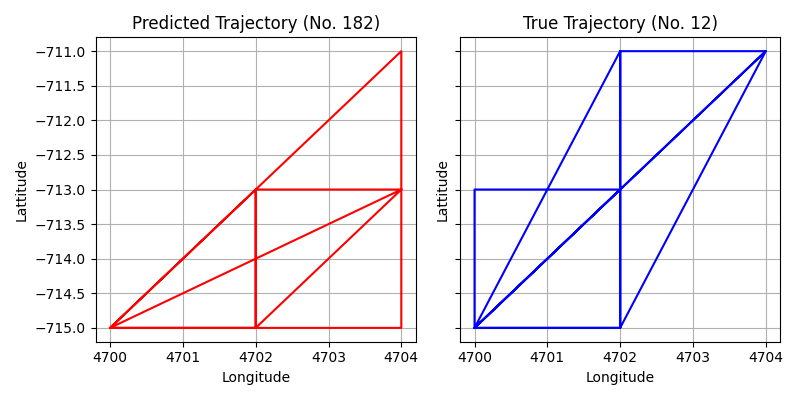 Predicted Trajectory (No. 182)
−711.0
−711.5
−712.0
−712.5
−713.0
−713.5
−714.0
−714.5
−715.0
Lattitude
4700 4701 4702 4703 4704
Longitude
True Trajectory (No. 12)
Lattitude
4700 4701 4702 4703 4704
Longitude